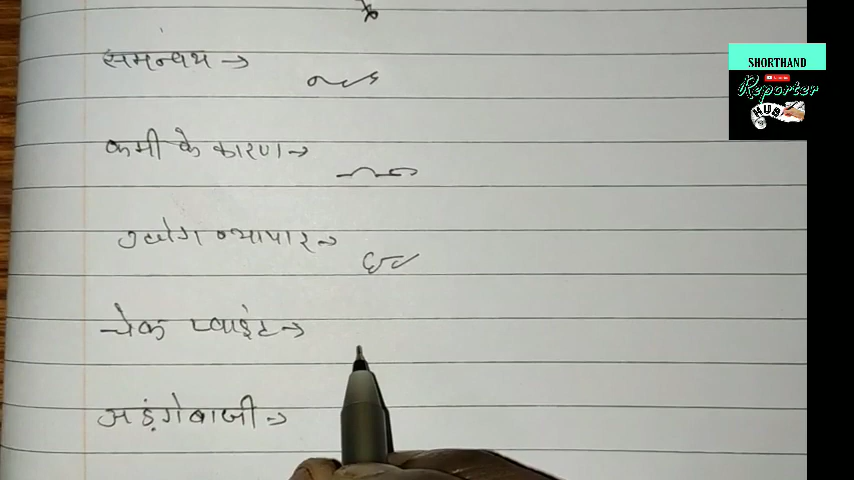 समन्वय →
कमी के कारण →
उद्योग व्यापार →
चेक प्वाइंट →
अड़ंगेबाजी →
SHORTHAND
Reporter
HUB